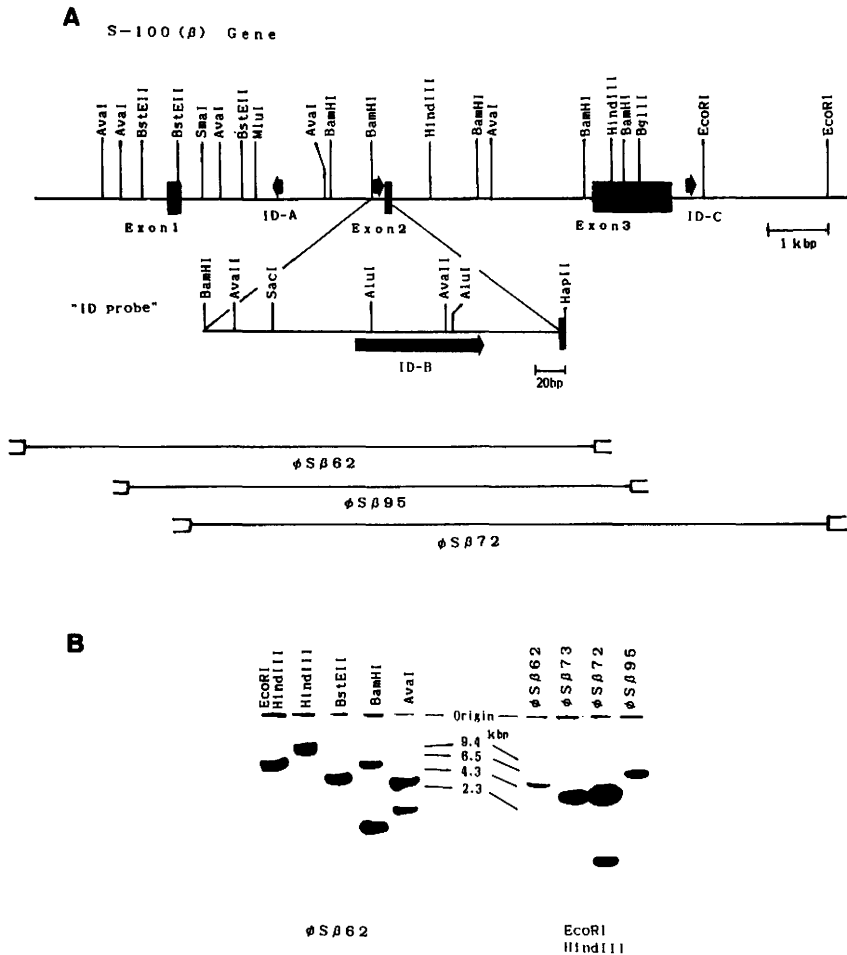 A
S-100 (β) Gene
AvaI
AvaI
BstEII
BstEII
SmaI
AvaI
BstEII
MluI
AvaI
BamHI
BamHI
HindIII
BamHI
AvaI
BamHI
HindIII
BamHI
BglII
EcoRI
EcoRI
Exon1
ID-A
Exon2
Exon3
ID-C
1 kbp
"ID probe"
BamHI
AvaII
SacI
AluI
AvaII
AluI
HapII
ID-B
20bp
φSβ62
φSβ95
φSβ72
B
EcoRI
HindIII
HindIII
BstEII
BamHI
AvaI
φSβ62
φSβ73
φSβ72
φSβ95
Origin
kbp
9.4
6.5
4.3
2.3
φSβ62
EcoRI
HindIII